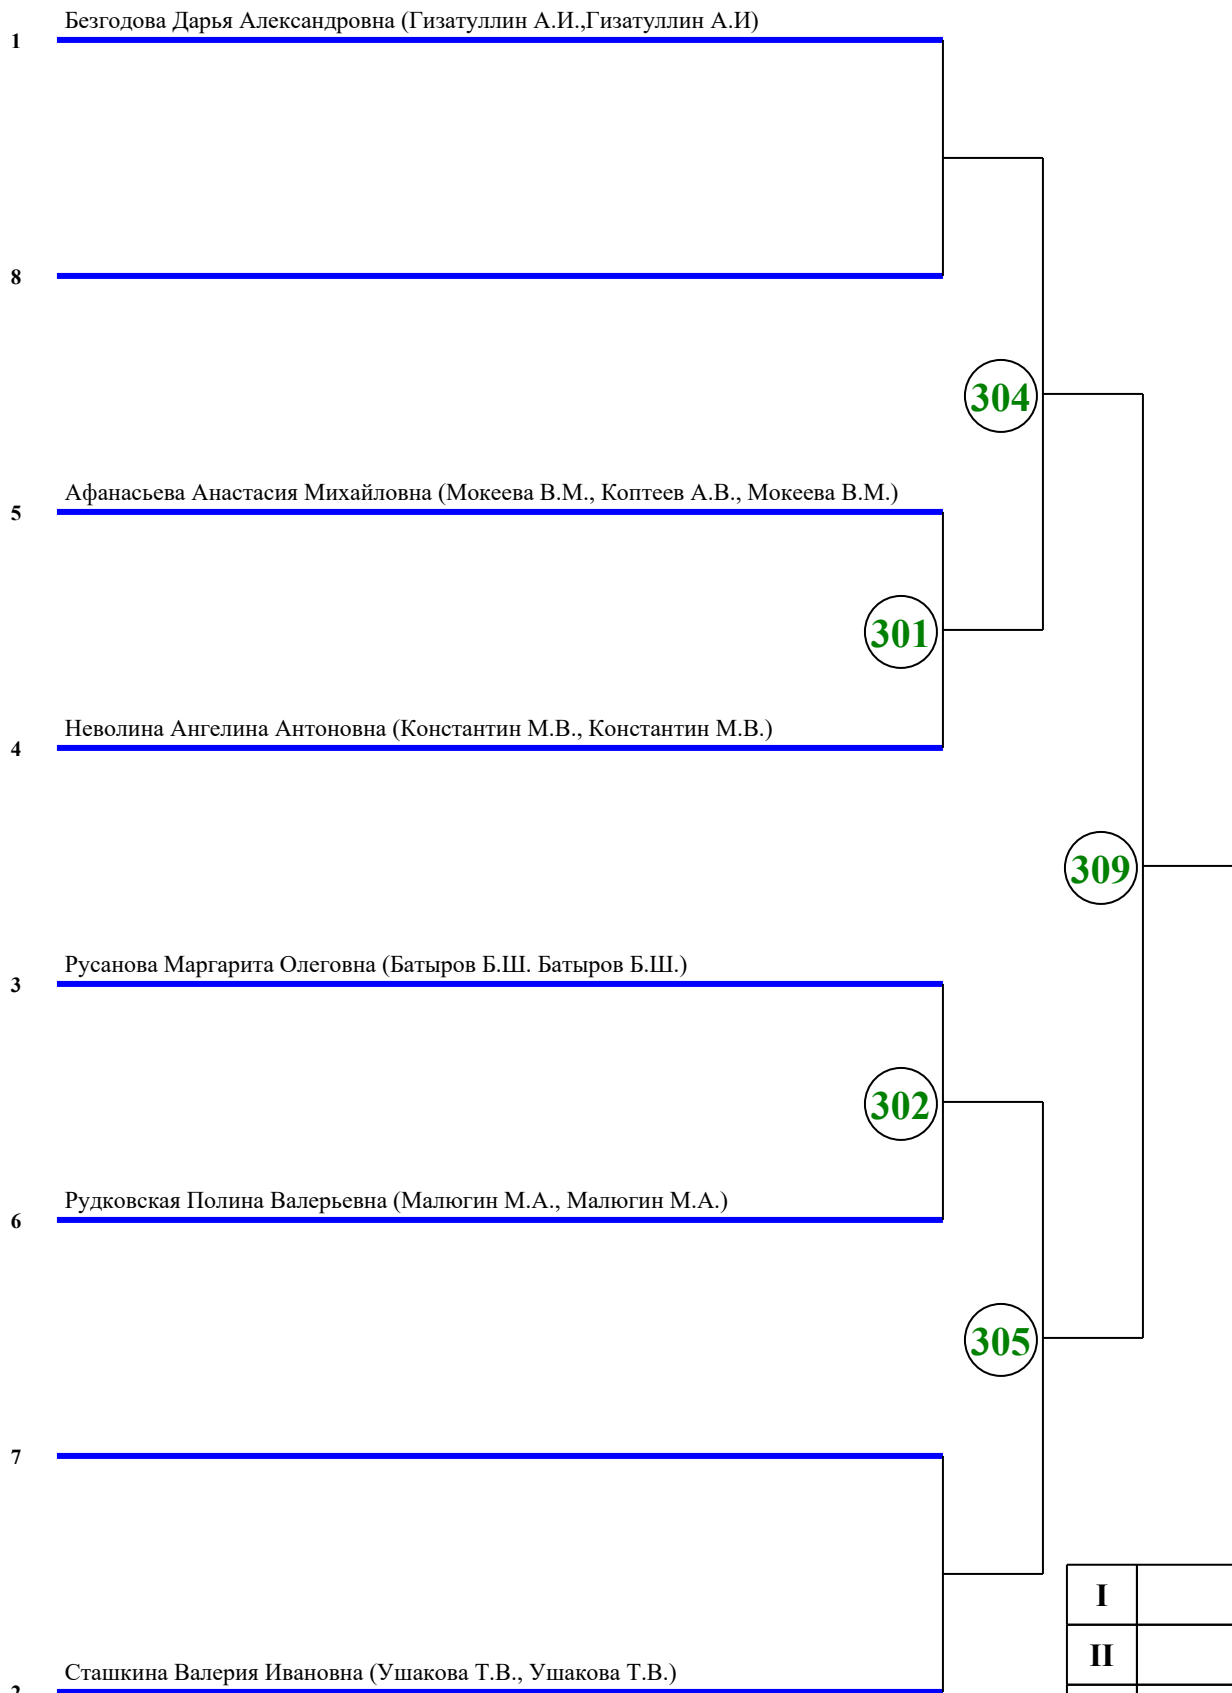 Безгодова Дарья Александровна (Гизатуллин А.И.,Гизатуллин А.И)
1
8
304
Афанасьева Анастасия Михайловна (Мокеева В.М., Коптеев А.В., Мокеева В.М.)
5
301
Неволина Ангелина Антоновна (Константин М.В., Константин М.В.)
4
309
Русанова Маргарита Олеговна (Батыров Б.Ш. Батыров Б.Ш.)
3
302
Рудковская Полина Валерьевна (Малюгин М.А., Малюгин М.А.)
6
305
7
I
II
Сташкина Валерия Ивановна (Ушакова Т.В., Ушакова Т.В.)
2